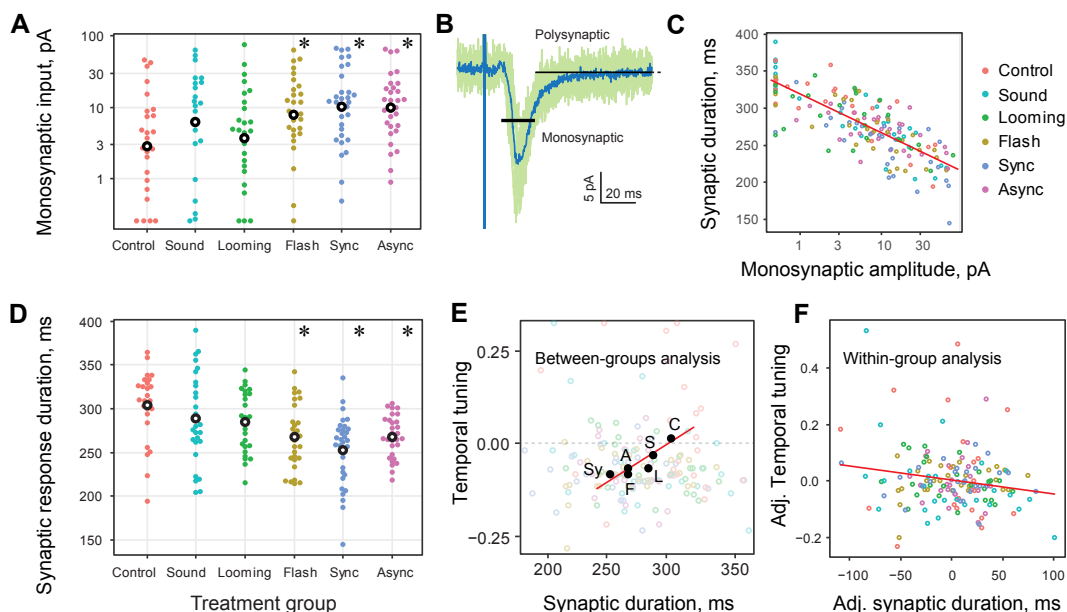 A
Monosynaptic input, pA
100
30
10
3
1
*
*
*
Control
Sound
Looming
Flash
Sync
Async
B
Polysynaptic
Monosynaptic
5 pA
20 ms
C
Synaptic duration, ms
400
350
300
250
200
150
1
3
10
30
Monosynaptic amplitude, pA
Control
Sound
Looming
Flash
Sync
Async
D
Synaptic response duration, ms
400
350
300
250
200
150
*
*
*
Control
Sound
Looming
Flash
Sync
Async
Treatment group
E
Temporal tuning
0.25
0.00
−0.25
Between-groups analysis
C
S
A
Sy
F
L
200
250
300
350
Synaptic duration, ms
F
Adj. Temporal tuning
0.4
0.2
0.0
−0.2
Within-group analysis
−100
−50
0
50
100
Adj. synaptic duration, ms